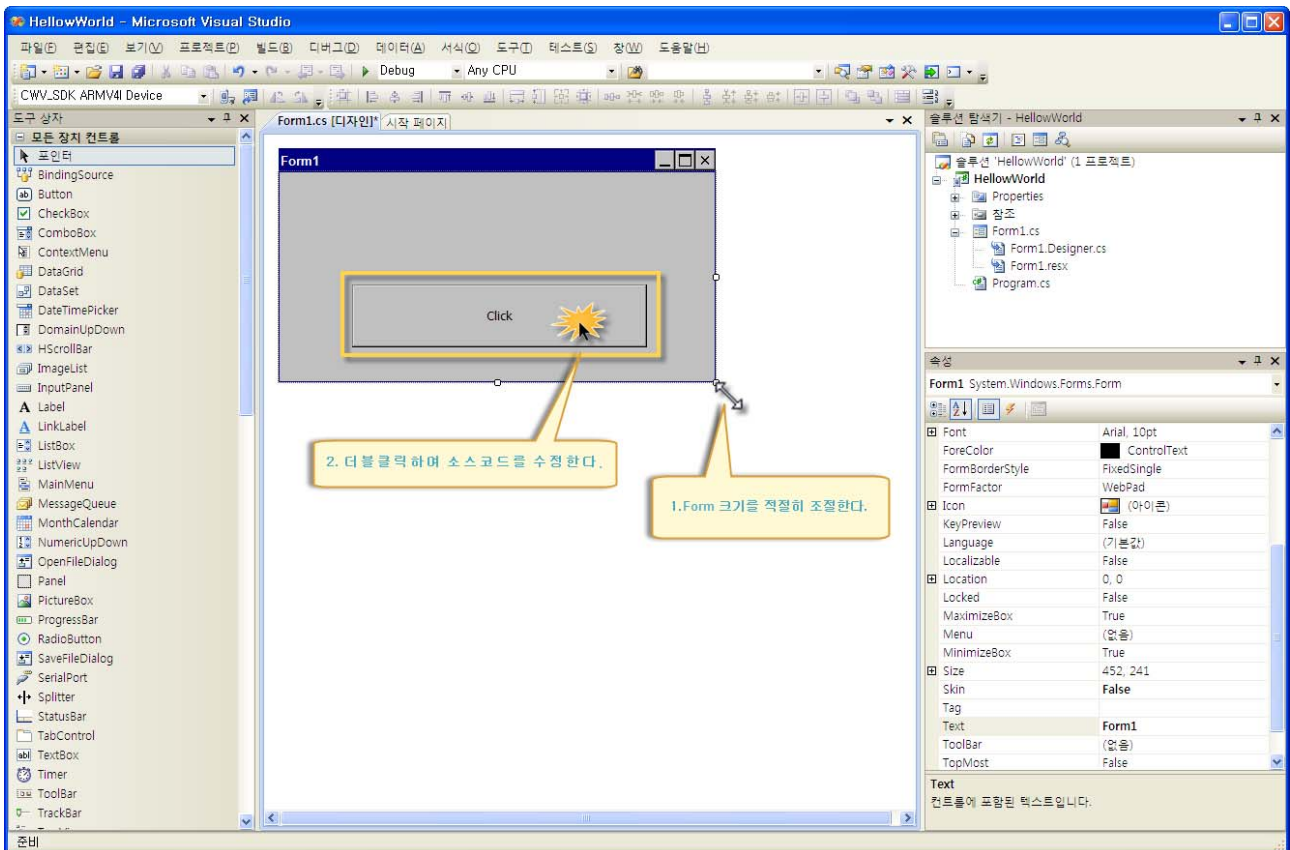 HellowWorld - Microsoft Visual Studio
파일(F) 편집(E) 보기(V) 프로젝트(P) 빌드(B) 디버그(D) 데이터(A) 서식(O) 도구(T) 테스트(S) 창(W) 도움말(H)
Debug Any CPU
CWV_SDK ARMV4I Device
도구 상자
모든 장치 컨트롤
포인터
BindingSource
Button
CheckBox
ComboBox
ContextMenu
DataGrid
DataSet
DateTimePicker
DomainUpDown
HScrollBar
ImageList
InputPanel
Label
LinkLabel
ListBox
ListView
MainMenu
MessageQueue
MonthCalendar
NumericUpDown
OpenFileDialog
Panel
PictureBox
ProgressBar
RadioButton
SaveFileDialog
SerialPort
Splitter
StatusBar
TabControl
TextBox
Timer
ToolBar
TrackBar
Form1.cs [디자인]* 시작 페이지
Form1
Click
2. 더블클릭하여 소스코드를 수정한다.
1.Form 크기를 적절히 조절한다.
솔루션 탐색기 - HellowWorld
솔루션 'HellowWorld' (1 프로젝트)
HellowWorld
Properties
참조
Form1.cs
Form1.Designer.cs
Form1.resx
Program.cs
속성
Form1 System.Windows.Forms.Form
Font Arial, 10pt
ForeColor ControlText
FormBorderStyle FixedSingle
FormFactor WebPad
Icon (아이콘)
KeyPreview False
Language (기본값)
Localizable False
Location 0, 0
Locked False
MaximizeBox True
Menu (없음)
MinimizeBox True
Size 452, 241
Skin False
Tag
Text Form1
ToolBar (없음)
TopMost False
Text
컨트롤에 포함된 텍스트입니다.
준비